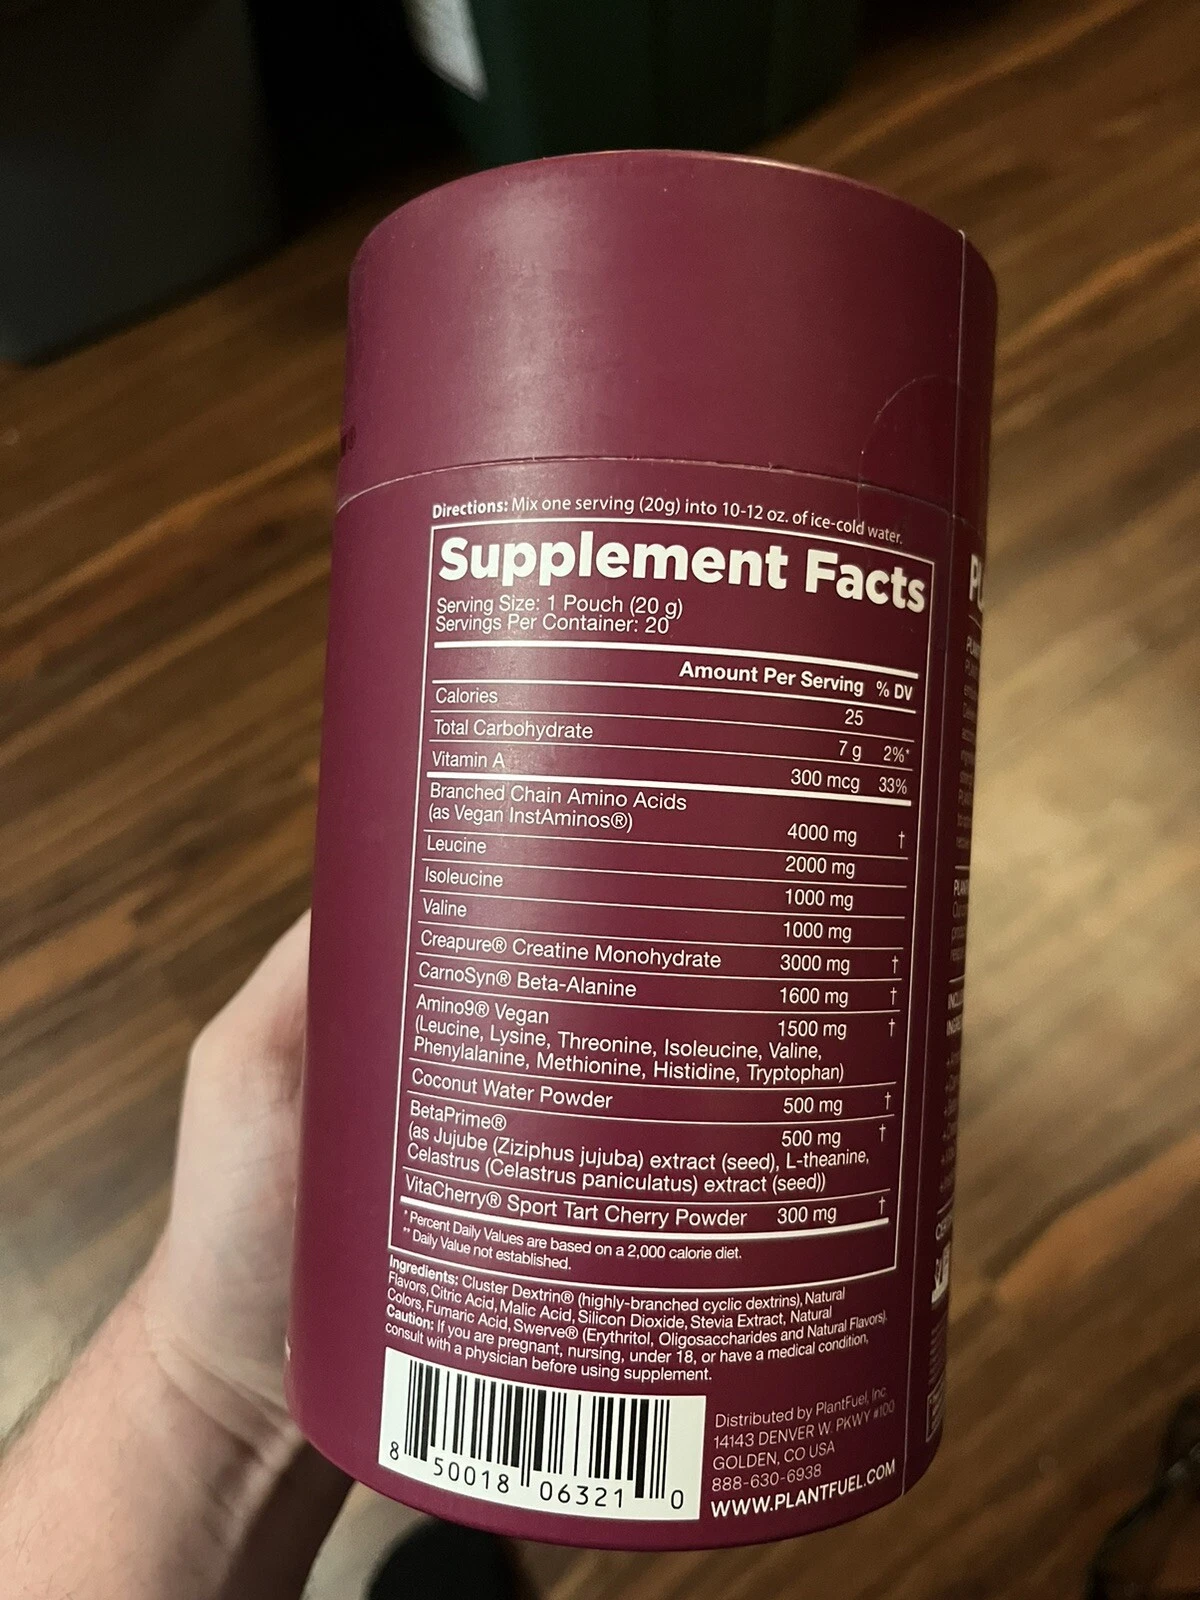 Directions: Mix one serving (20g) into 10-12 oz. of ice-cold water.
Supplement Facts
Serving Size: 1 Pouch (20 g)
Servings Per Container: 20
Amount Per Serving % DV
Calories 25
Total Carbohydrate 7 g 2%*
Vitamin A 300 mcg 33%
Branched Chain Amino Acids
(as Vegan InstAminos®) 4000 mg †
Leucine 2000 mg
Isoleucine 1000 mg
Valine 1000 mg
Creapure® Creatine Monohydrate 3000 mg †
CarnoSyn® Beta-Alanine 1600 mg †
Amino9® Vegan 1500 mg †
(Leucine, Lysine, Threonine, Isoleucine, Valine,
Phenylalanine, Methionine, Histidine, Tryptophan)
Coconut Water Powder 500 mg †
BetaPrime® 500 mg †
(as Jujube (Ziziphus jujuba) extract (seed), L-theanine,
Celastrus (Celastrus paniculatus) extract (seed))
VitaCherry® Sport Tart Cherry Powder 300 mg †
* Percent Daily Values are based on a 2,000 calorie diet.
** Daily Value not established.
Ingredients: Cluster Dextrin® (highly-branched cyclic dextrins), Natural
Flavors, Citric Acid, Malic Acid, Silicon Dioxide, Stevia Extract, Natural
Colors, Fumaric Acid, Swerve® (Erythritol, Oligosaccharides and Natural Flavors).
Caution: If you are pregnant, nursing, under 18, or have a medical condition,
consult with a physician before using supplement.
8 50018 06321 0
Distributed by PlantFuel, Inc
14143 DENVER W. PKWY #100
GOLDEN, CO USA
888-630-6938
WWW.PLANTFUEL.COM